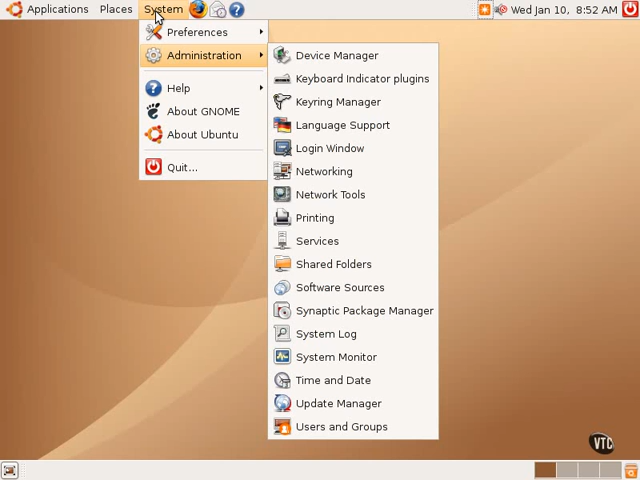 Applications Places System
Wed Jan 10, 8:52 AM
Preferences
Administration
Help
About GNOME
About Ubuntu
Quit...
Device Manager
Keyboard Indicator plugins
Keyring Manager
Language Support
Login Window
Networking
Network Tools
Printing
Services
Shared Folders
Software Sources
Synaptic Package Manager
System Log
System Monitor
Time and Date
Update Manager
Users and Groups
VTC